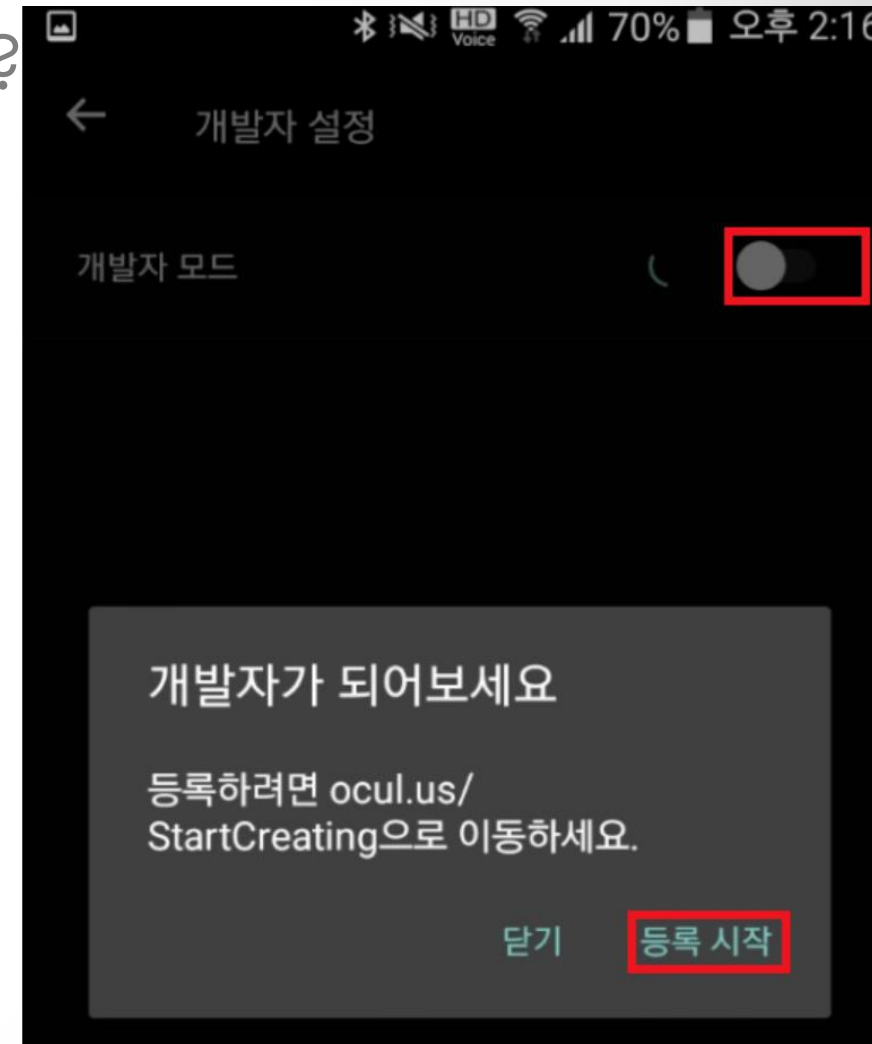 HD Voice 70% 오후 2:16
개발자 설정
개발자 모드
개발자가 되어보세요
등록하려면 ocul.us/
StartCreating으로 이동하세요.
닫기 등록 시작